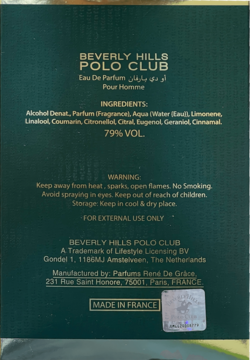 BEVERLY HILLS
POLO CLUB
Eau De Parfum أو دي بارفان
Pour Homme
INGREDIENTS:
Alcohol Denat., Parfum (Fragrance), Aqua (Water (Eau)), Limonene,
Linalool, Coumarin, Citronellol, Citral, Eugenol, Geraniol, Cinnamal.
79% VOL.
WARNING:
Keep away from heat, sparks, open flames. No Smoking.
Avoid spraying in eyes. Keep out of reach of children.
Storage: Keep in cool & dry place.
FOR EXTERNAL USE ONLY
BEVERLY HILLS POLO CLUB
A Trademark of Lifestyle Licensing BV
Gondel 1, 1186MJ Amstelveen, The Netherlands
Manufactured by: Parfums René De Grâce,
231 Rue Saint Honore, 75001, Paris, FRANCE
MADE IN FRANCE